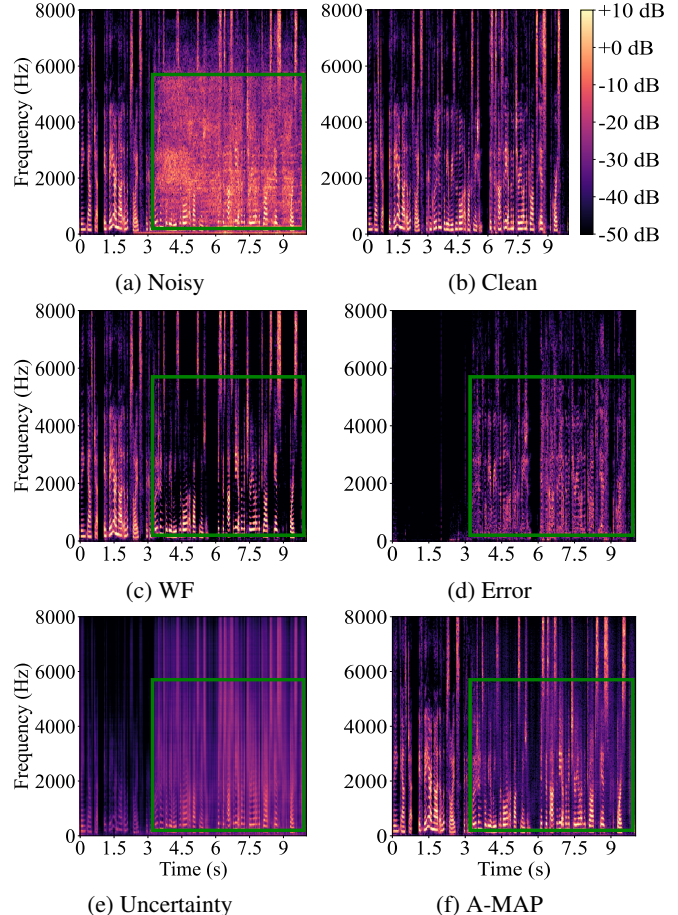 8000
6000
4000
2000
0
Frequency (Hz)
0 1.5 3 4.5 6 7.5 9
0 1.5 3 4.5 6 7.5 9
+10 dB
+0 dB
-10 dB
-20 dB
-30 dB
-40 dB
-50 dB
(a) Noisy
(b) Clean
8000
6000
4000
2000
0
Frequency (Hz)
0 1.5 3 4.5 6 7.5 9
8000
6000
4000
2000
0
0 1.5 3 4.5 6 7.5 9
(c) WF
(d) Error
8000
6000
4000
2000
0
Frequency (Hz)
0 1.5 3 4.5 6 7.5 9
Time (s)
8000
6000
4000
2000
0
0 1.5 3 4.5 6 7.5 9
Time (s)
(e) Uncertainty
(f) A-MAP
8000
6000
4000
2000
0